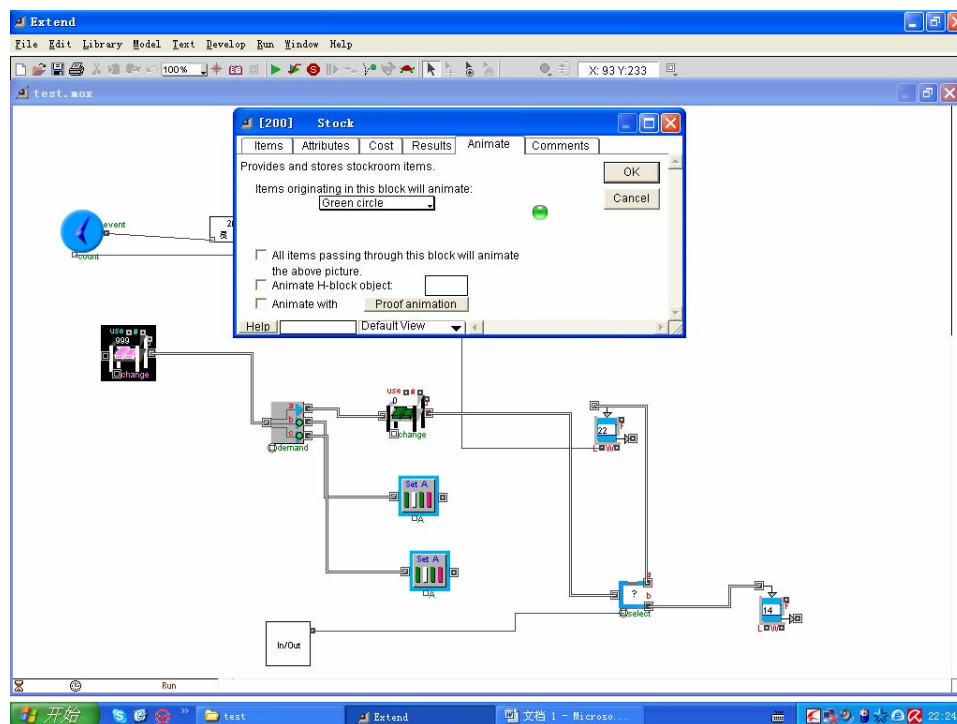 Extend
File Edit Library Model Text Develop Run Window Help
100%
X: 93 Y:233
test.mox
[200] Stock
Items Attributes Cost Results Animate Comments
Provides and stores stockroom items.
OK
Items originating in this block will animate:
Green circle
Cancel
All items passing through this block will animate
the above picture.
Animate H-block object:
Animate with Proof animation
Help Default View
event
count
use #
999
change
a
b
c
demand
use #
0
change
22
F
L W
Set A
A
Set A
A
? b
select
14
F
L W
In/Out
Run
开始
test
Extend
文档 1 - Microso...
22:24